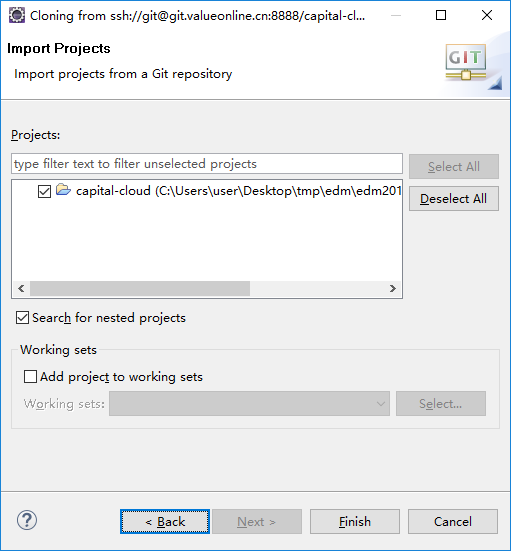 Cloning from ssh://git@git.valueonline.cn:8888/capital-cl...
Import Projects
Import projects from a Git repository
GIT
Projects:
type filter text to filter unselected projects
Select All
capital-cloud (C:\Users\user\Desktop\tmp\edm\edm201
Deselect All
Search for nested projects
Working sets
Add project to working sets
Working sets:
Select...
?
< Back
Next >
Finish
Cancel